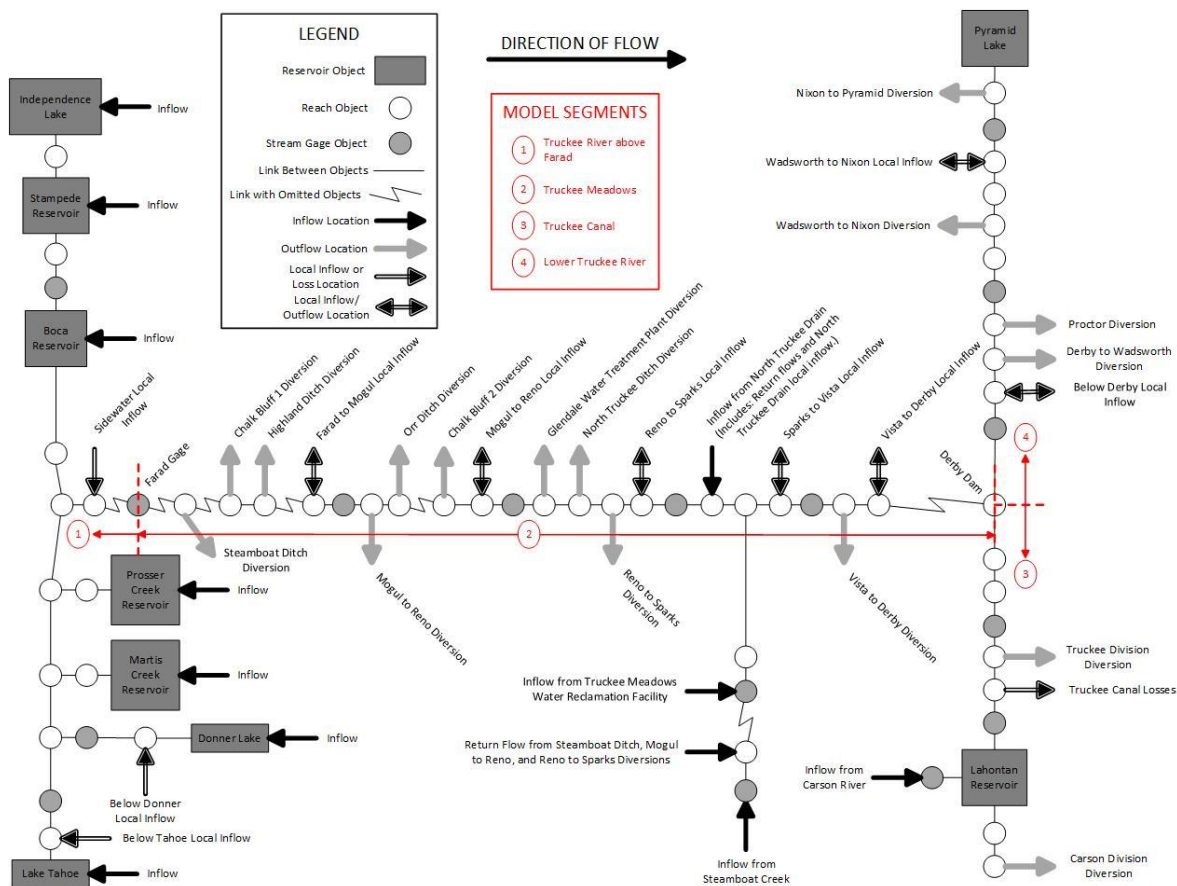 LEGEND
Reservoir Object
Reach Object
Stream Gage Object
Link Between Objects
Link with Omitted Objects
Inflow Location
Outflow Location
Local Inflow or
Loss Location
Local Inflow/
Outflow Location
DIRECTION OF FLOW
MODEL SEGMENTS
1 Truckee River above
Farad
2 Truckee Meadows
3 Truckee Canal
4 Lower Truckee River
Independence
Lake
Inflow
Stampede
Reservoir
Inflow
Boca
Reservoir
Inflow
Sidewater Local
Inflow
Farad Gage
Steamboat Ditch
Diversion
Chalk Bluff 1 Diversion
Highland Ditch Diversion
Farad to Mogul Local Inflow
Mogul to Reno Diversion
Orr Ditch Diversion
Chalk Bluff 2 Diversion
Mogul to Reno Local Inflow
Glendale Water Treatment Plant Diversion
North Truckee Ditch Diversion
Reno to Sparks
Diversion
Reno to Sparks Local Inflow
Inflow from North Truckee Drain
(Includes: Return flows and North
Truckee Drain local inflow.)
Sparks to Vista Local Inflow
Vista to Derby Diversion
Vista to Derby Local Inflow
Derby Dam
1
2
4
3
Prosser
Creek
Reservoir
Inflow
Martis
Creek
Reservoir
Inflow
Donner Lake
Inflow
Below Donner
Local Inflow
Below Tahoe Local Inflow
Lake Tahoe
Inflow
Inflow from Truckee Meadows
Water Reclamation Facility
Return Flow from Steamboat Ditch, Mogul
to Reno, and Reno to Sparks Diversions
Inflow from
Steamboat Creek
Pyramid
Lake
Nixon to Pyramid Diversion
Wadsworth to Nixon Local Inflow
Wadsworth to Nixon Diversion
Proctor Diversion
Derby to Wadsworth
Diversion
Below Derby Local
Inflow
Truckee Division
Diversion
Truckee Canal Losses
Inflow from
Carson River
Lahontan
Reservoir
Carson Division
Diversion